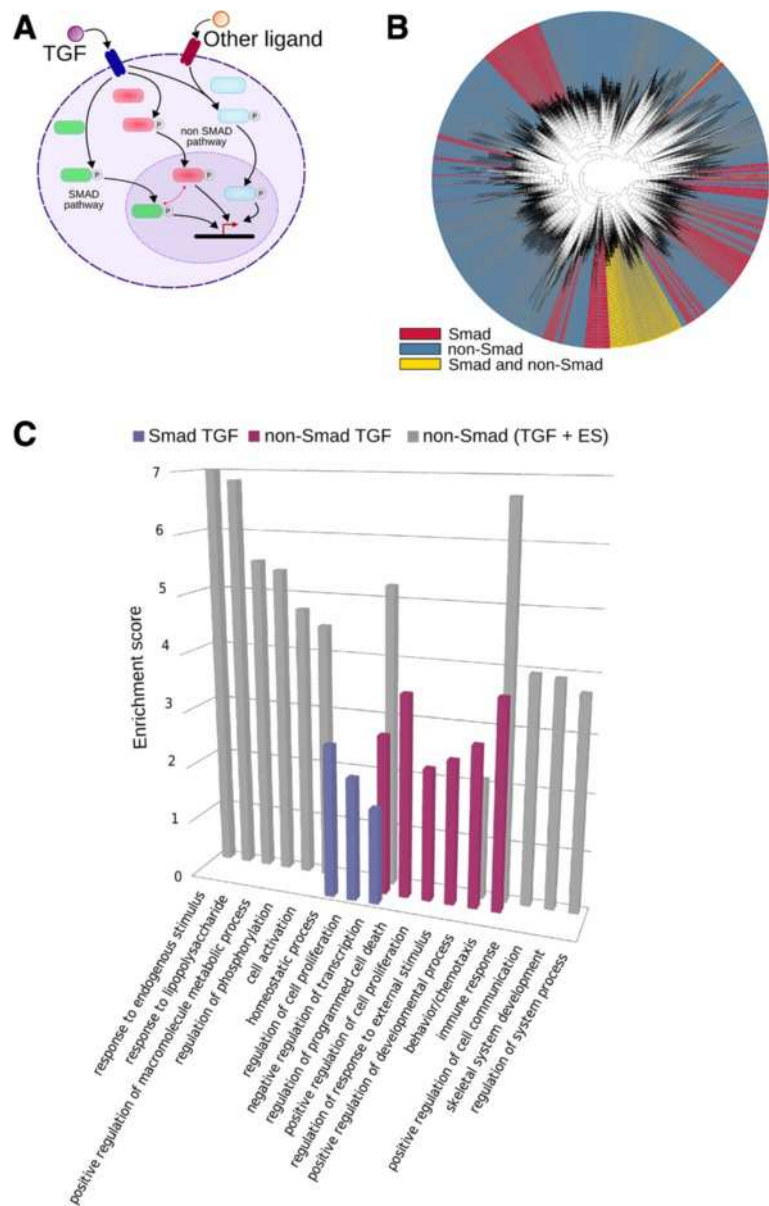 A
TGF
Other ligand
P
P
P
non SMAD
pathway
P
SMAD
pathway
P
P
P
B
Smad
non-Smad
Smad and non-Smad
C
Smad TGF
non-Smad TGF
non-Smad (TGF + ES)
Enrichment score
7
6
5
4
3
2
1
0
response to endogenous stimulus
response to lipopolysaccharide
positive regulation of macromolecule metabolic process
regulation of phosphorylation
cell activation
homeostatic process
regulation of cell proliferation
negative regulation of transcription
regulation of programmed cell death
positive regulation of cell proliferation
regulation of response to external stimulus
positive regulation of developmental process
behavior/chemotaxis
immune response
positive regulation of cell communication
skeletal system development
regulation of system process